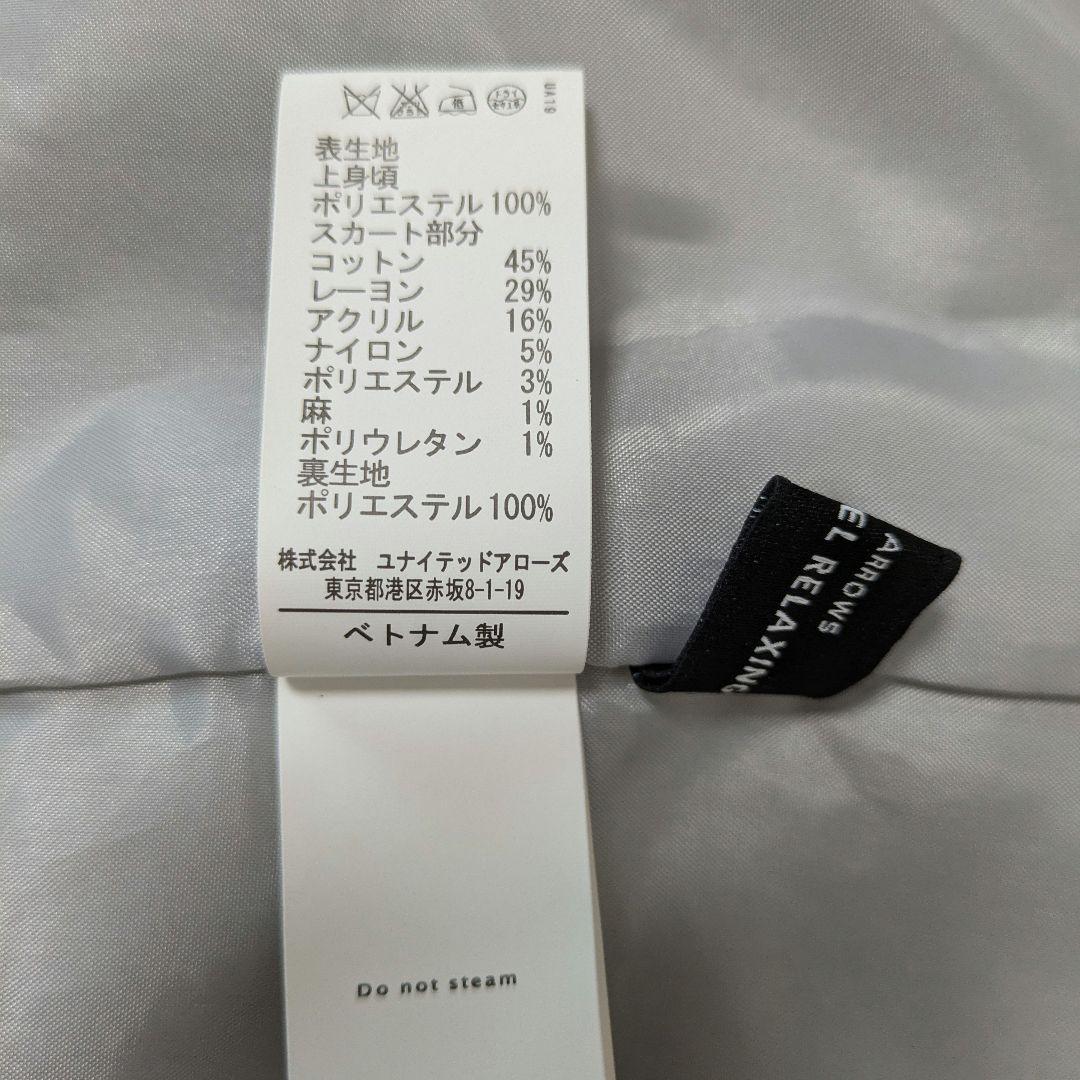 UA19
低
ドライ
表生地
上身頃
ポリエステル 100%
スカート部分
コットン 45%
レーヨン 29%
アクリル 16%
ナイロン 5%
ポリエステル 3%
麻 1%
ポリウレタン 1%
裏生地
ポリエステル 100%
株式会社 ユナイテッドアローズ
東京都港区赤坂8-1-19
ベトナム製
Do not steam
ARROWS
EL RELAXING